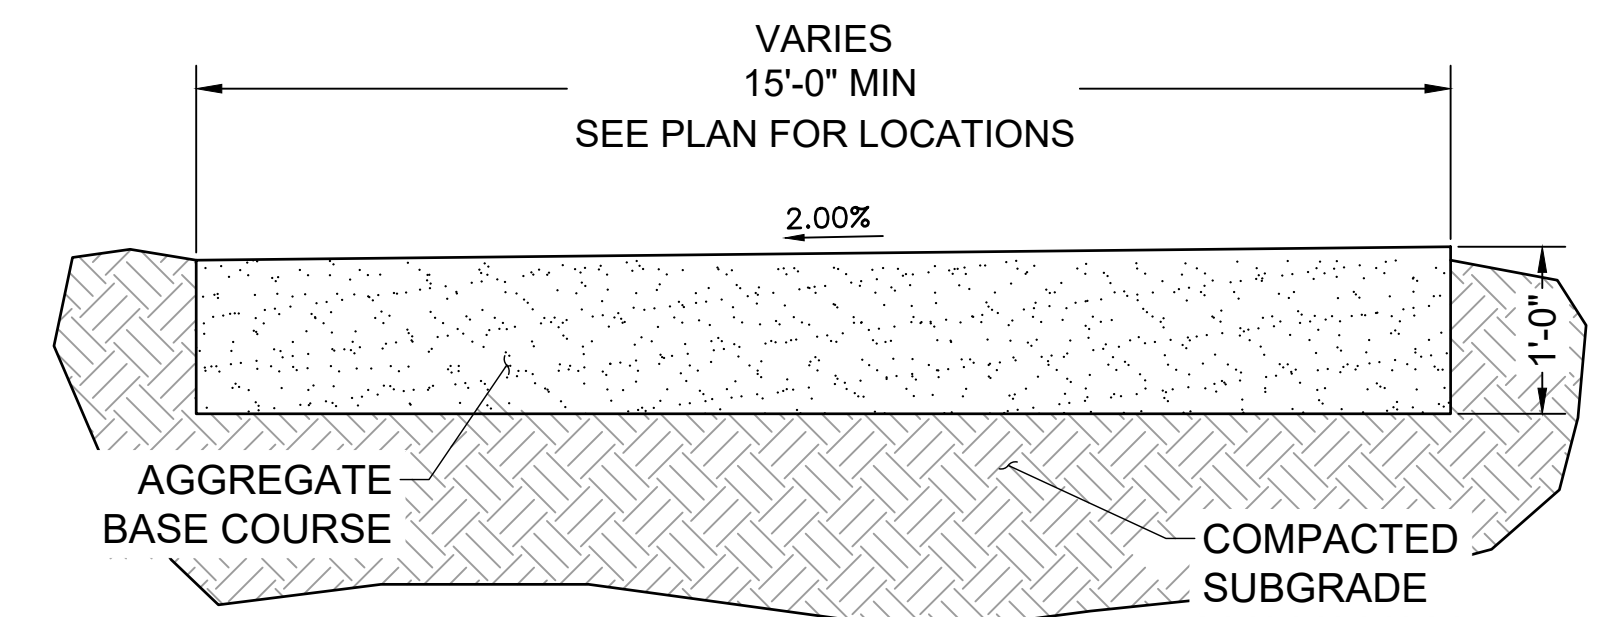 VARIES
15'-0" MIN
SEE PLAN FOR LOCATIONS
2.00%
1'-0"
AGGREGATE
BASE COURSE
COMPACTED
SUBGRADE